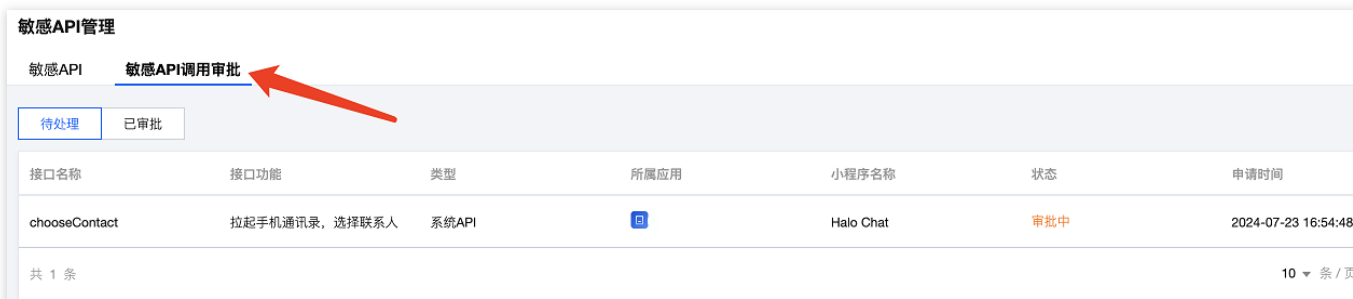 敏感API管理
敏感API 敏感API调用审批
待处理 已审批
接口名称 接口功能 类型 所属应用 小程序名称 状态 申请时间
chooseContact 拉起手机通讯录，选择联系人 系统API Halo Chat 审批中 2024-07-23 16:54:48
共 1 条 10 条 / 页